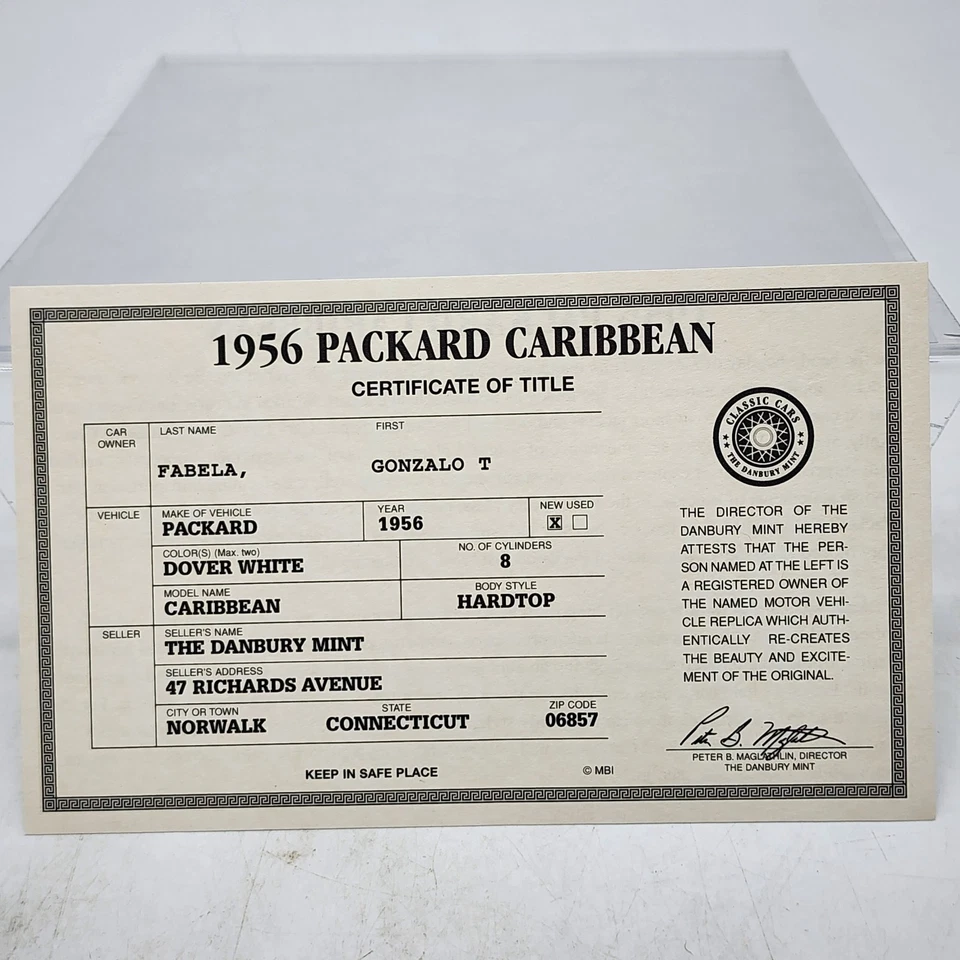 1956 PACKARD CARIBBEAN
CERTIFICATE OF TITLE
CAR OWNER
LAST NAME FIRST
FABELA, GONZALO T
VEHICLE
MAKE OF VEHICLE YEAR NEW USED
PACKARD 1956 X
COLOR(S) (Max. two) NO. OF CYLINDERS
DOVER WHITE 8
MODEL NAME BODY STYLE
CARIBBEAN HARDTOP
SELLER
SELLER'S NAME
THE DANBURY MINT
SELLER'S ADDRESS
47 RICHARDS AVENUE
CITY OR TOWN STATE ZIP CODE
NORWALK CONNECTICUT 06857
KEEP IN SAFE PLACE © MBI
CLASSIC CARS
THE DANBURY MINT
THE DIRECTOR OF THE
DANBURY MINT HEREBY
ATTESTS THAT THE PER-
SON NAMED AT THE LEFT IS
A REGISTERED OWNER OF
THE NAMED MOTOR VEHI-
CLE REPLICA WHICH AUTH-
ENTICALLY RE-CREATES
THE BEAUTY AND EXCITE-
MENT OF THE ORIGINAL.
PETER B. MAGLATHLIN, DIRECTOR
THE DANBURY MINT